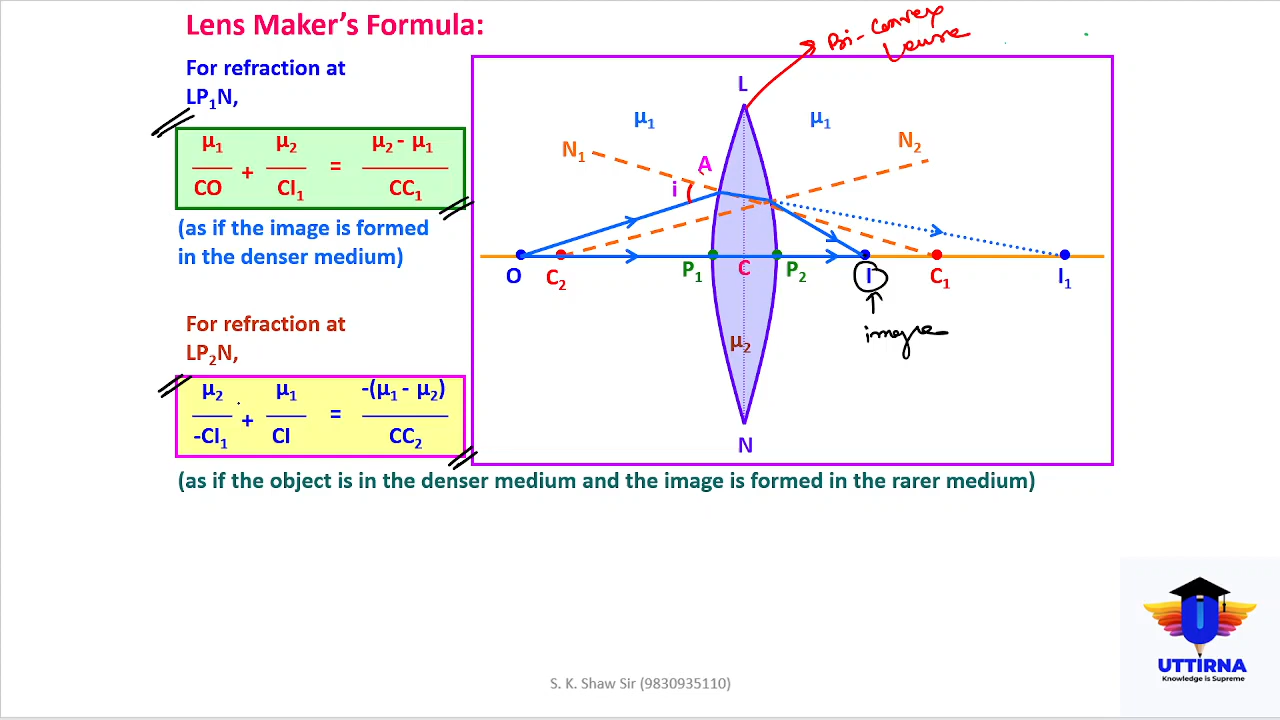 Lens Maker's Formula:
For refraction at
LP₁N,
μ₁/CO + μ₂/CI₁ = μ₂ - μ₁/CC₁
(as if the image is formed
in the denser medium)
For refraction at
LP₂N,
μ₂/-CI₁ + μ₁/CI = -(μ₁ - μ₂)/CC₂
(as if the object is in the denser medium and the image is formed in the rarer medium)
Bi-Convex
L
μ₁ μ₁
N₁ A N₂
i
O C₂ P₁ C P₂ I C₁ I₁
image
μ₂
N
U
UTTIRNA
Knowledge is Supreme
S. K. Shaw Sir (9830935110)